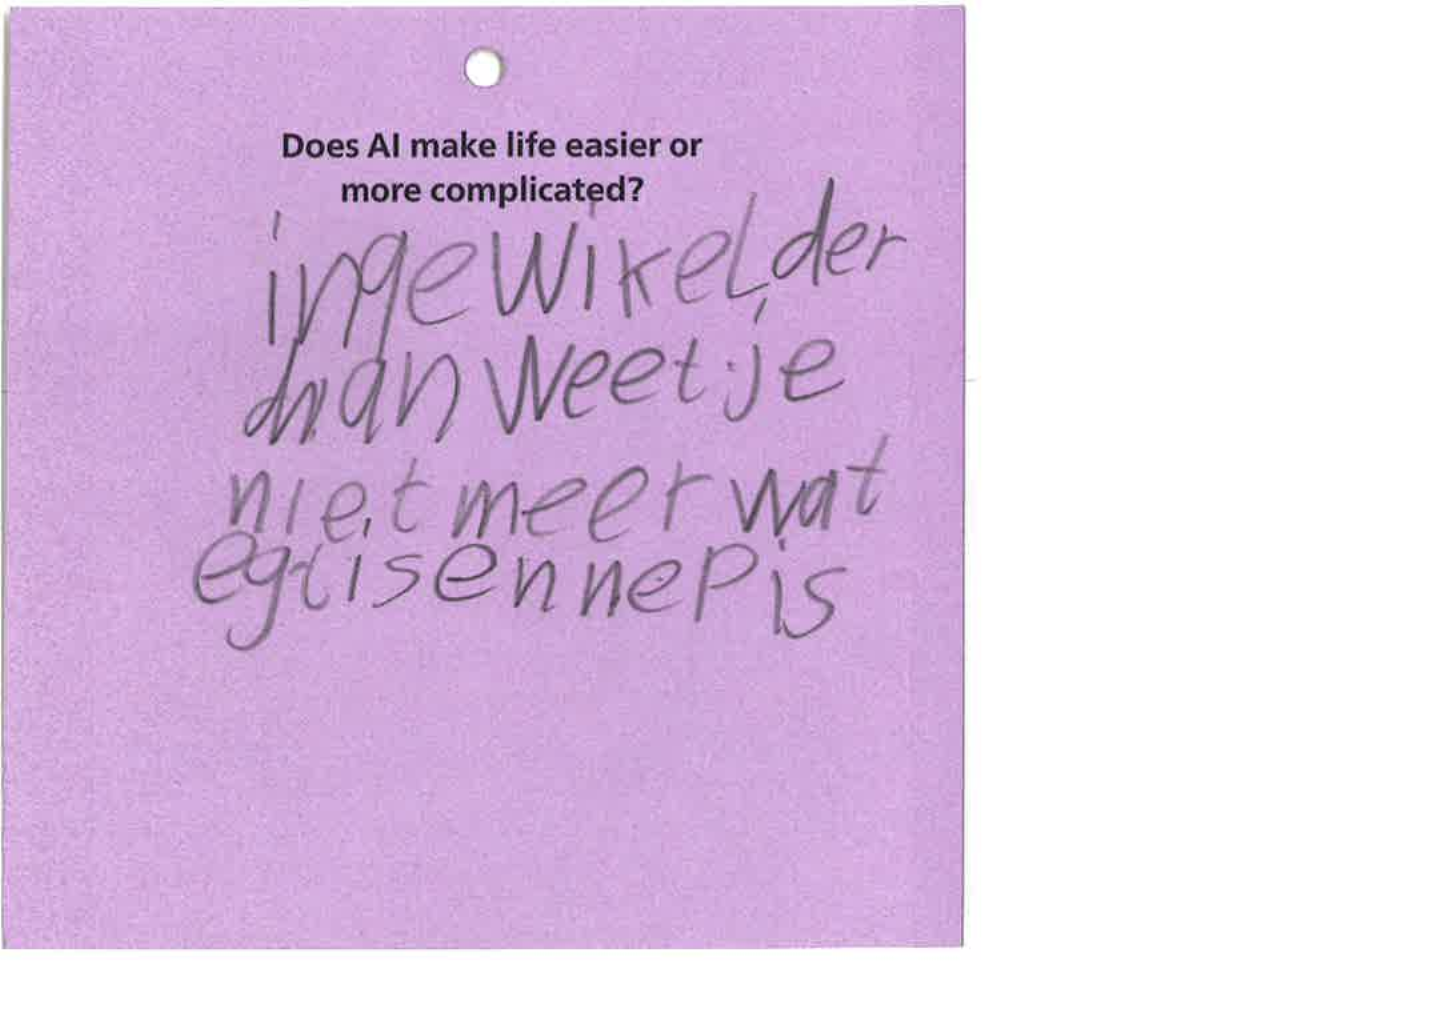 Does AI make life easier or
more complicated?
ingewikelder,
dan weet je
niet meer wat
egt is en nep is